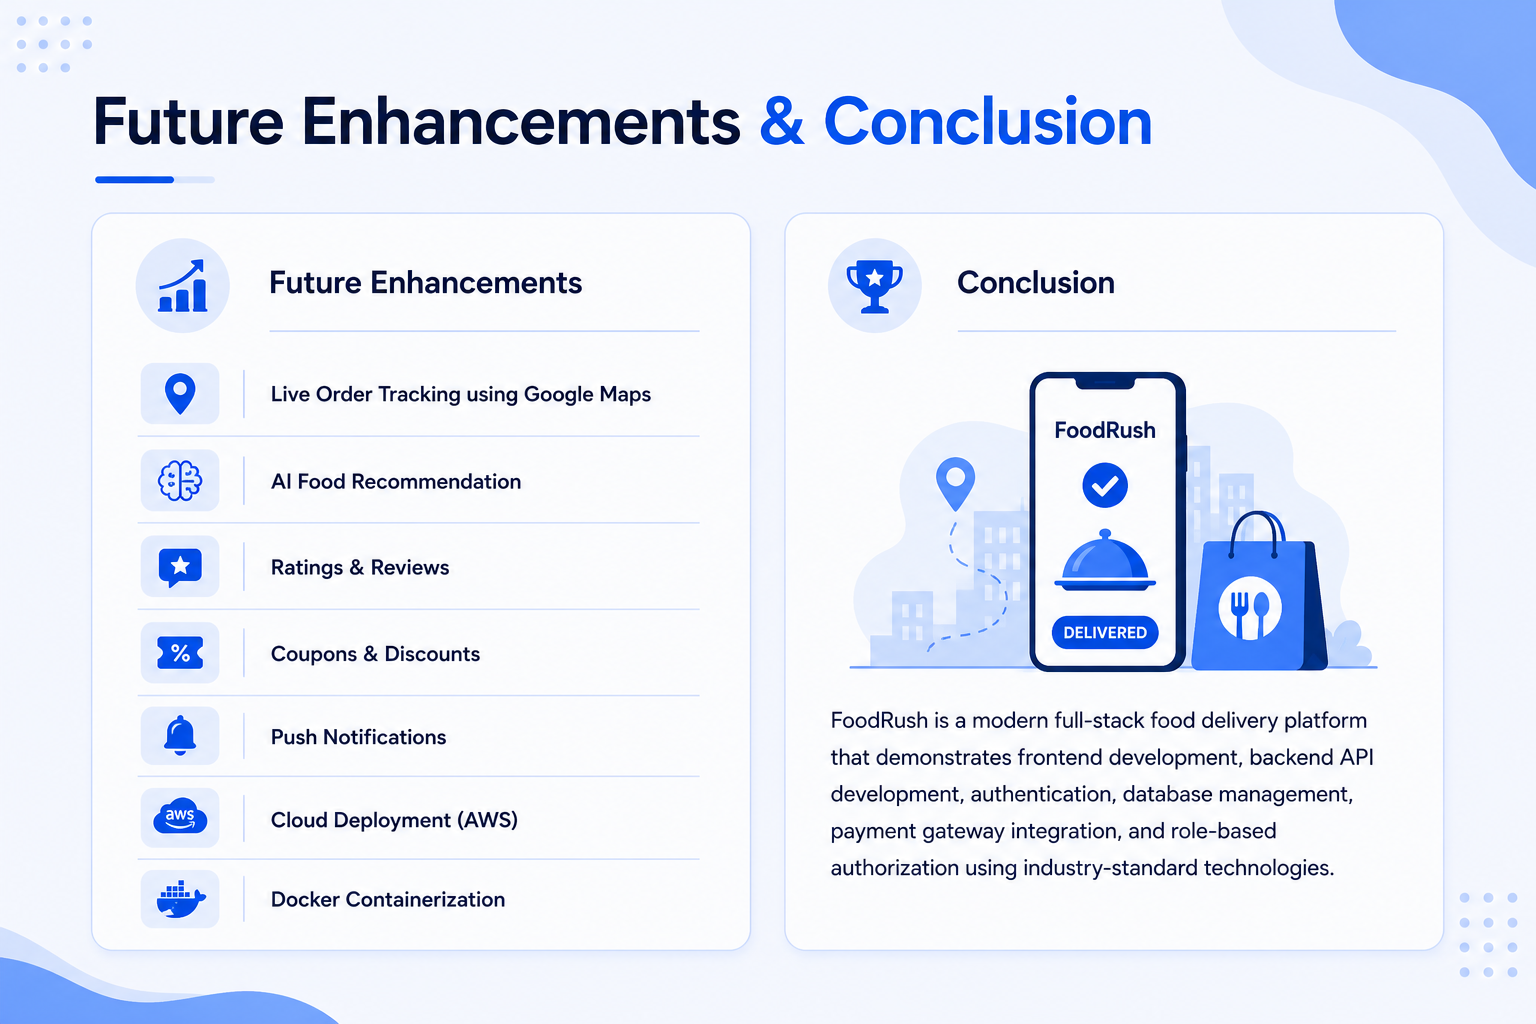 Future Enhancements & Conclusion
Future Enhancements
Live Order Tracking using Google Maps
AI Food Recommendation
Ratings & Reviews
%
Coupons & Discounts
Push Notifications
aws
Cloud Deployment (AWS)
Docker Containerization
Conclusion
FoodRush
DELIVERED
FoodRush is a modern full-stack food delivery platform
that demonstrates frontend development, backend API
development, authentication, database management,
payment gateway integration, and role-based
authorization using industry-standard technologies.